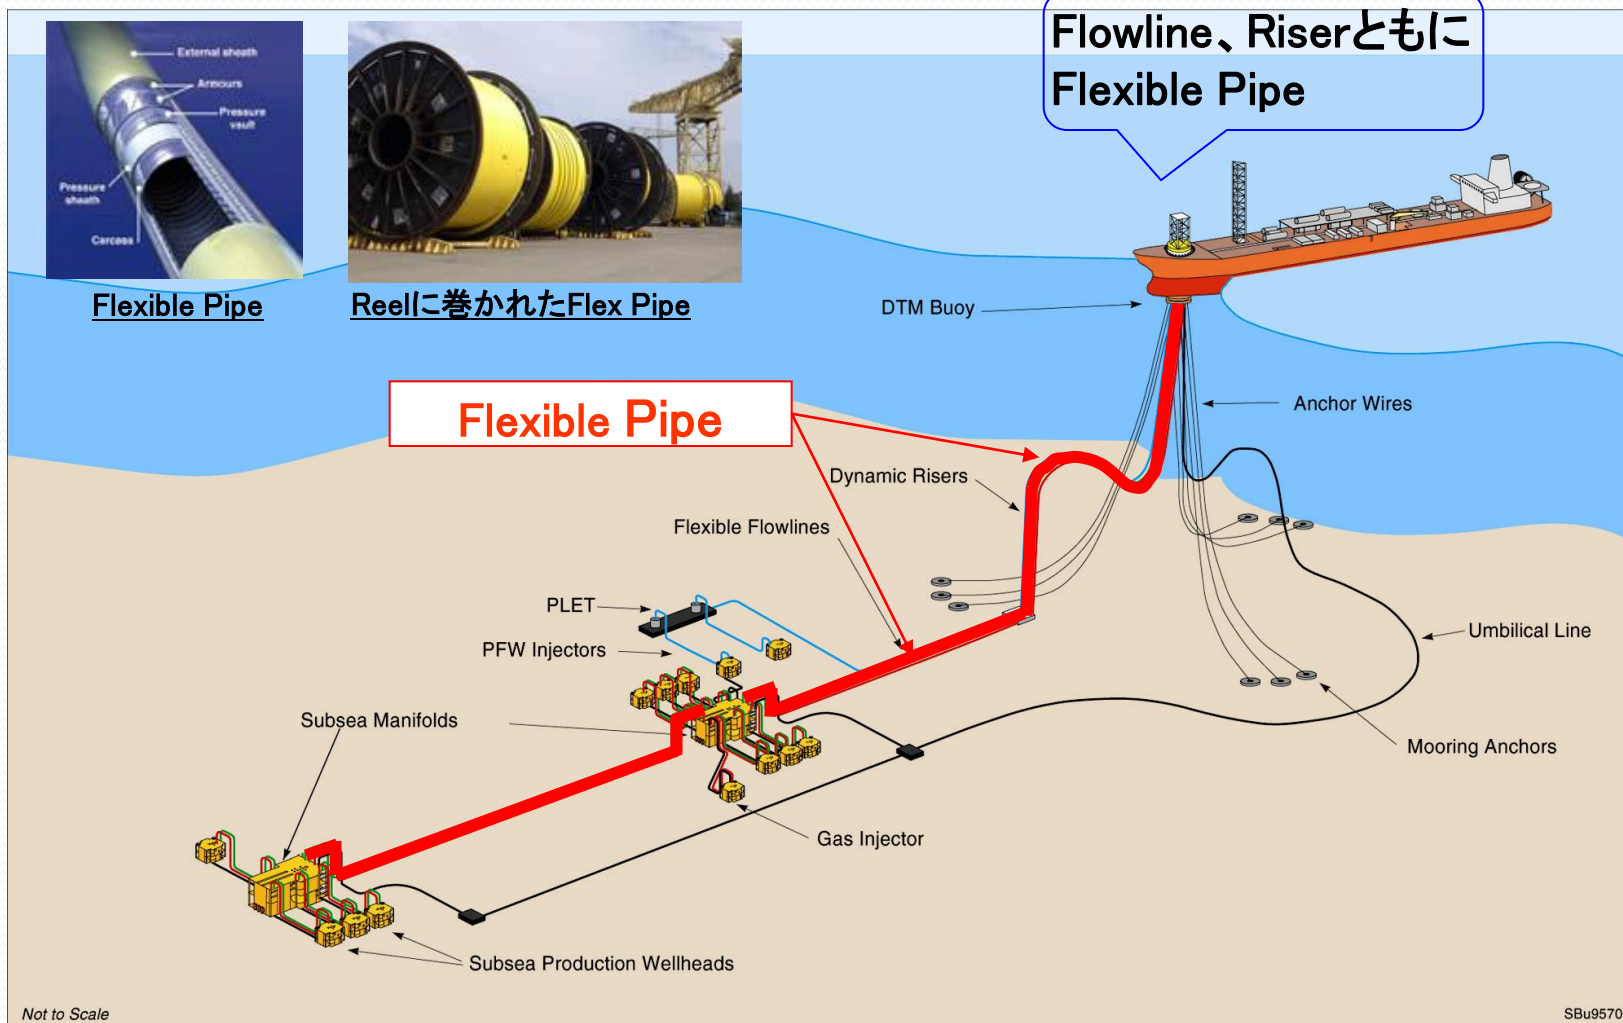 Flowline、Riserともに
Flexible Pipe
External sheath
Armours
Pressure
vault
Pressure
sheath
Carcass
Flexible Pipe
Reelに巻かれたFlex Pipe
DTM Buoy
Flexible Pipe
Anchor Wires
Dynamic Risers
Flexible Flowlines
PLET
PFW Injectors
Umbilical Line
Subsea Manifolds
Mooring Anchors
Gas Injector
Subsea Production Wellheads
Not to Scale
SBu9570